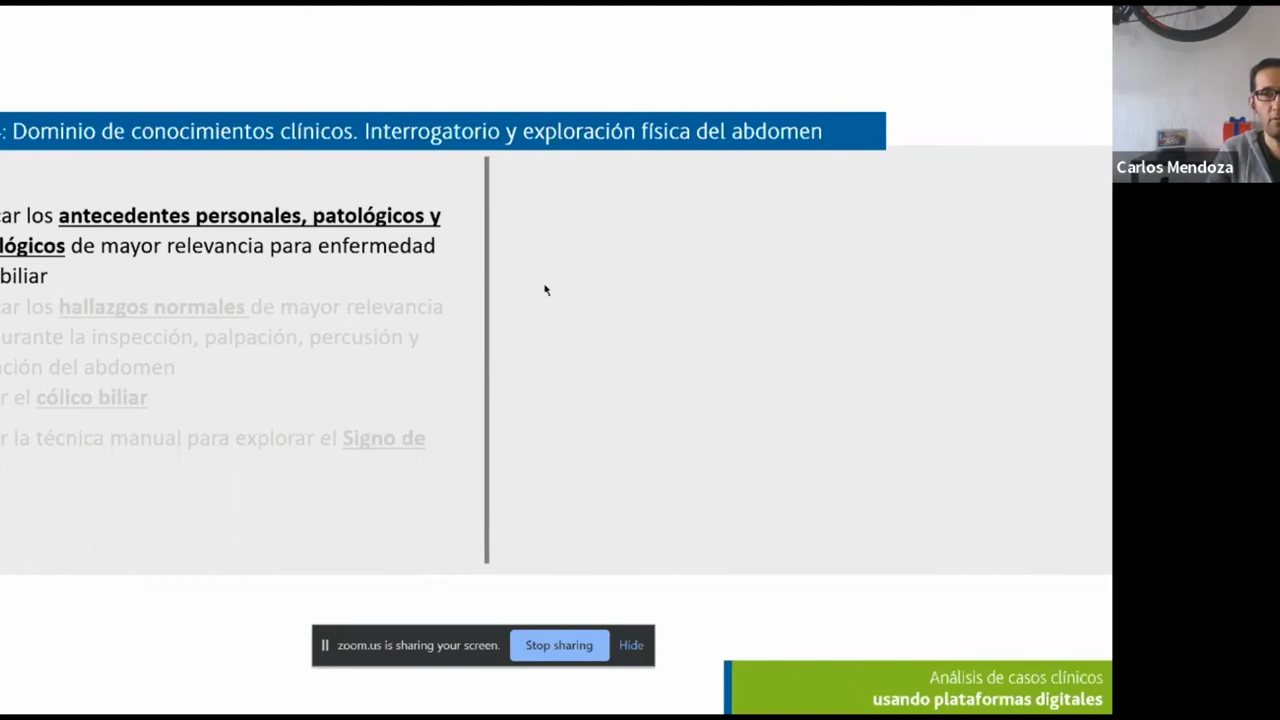 : Dominio de conocimientos clínicos. Interrogatorio y exploración física del abdomen
car los antecedentes personales, patológicos y
lógicos de mayor relevancia para enfermedad
biliar
car los hallazgos normales de mayor relevancia
urante la inspección, palpación, percusión y
ación del abdomen
r el cólico biliar
r la técnica manual para explorar el Signo de
Carlos Mendoza
zoom.us is sharing your screen.
Stop sharing
Hide
Análisis de casos clínicos
usando plataformas digitales